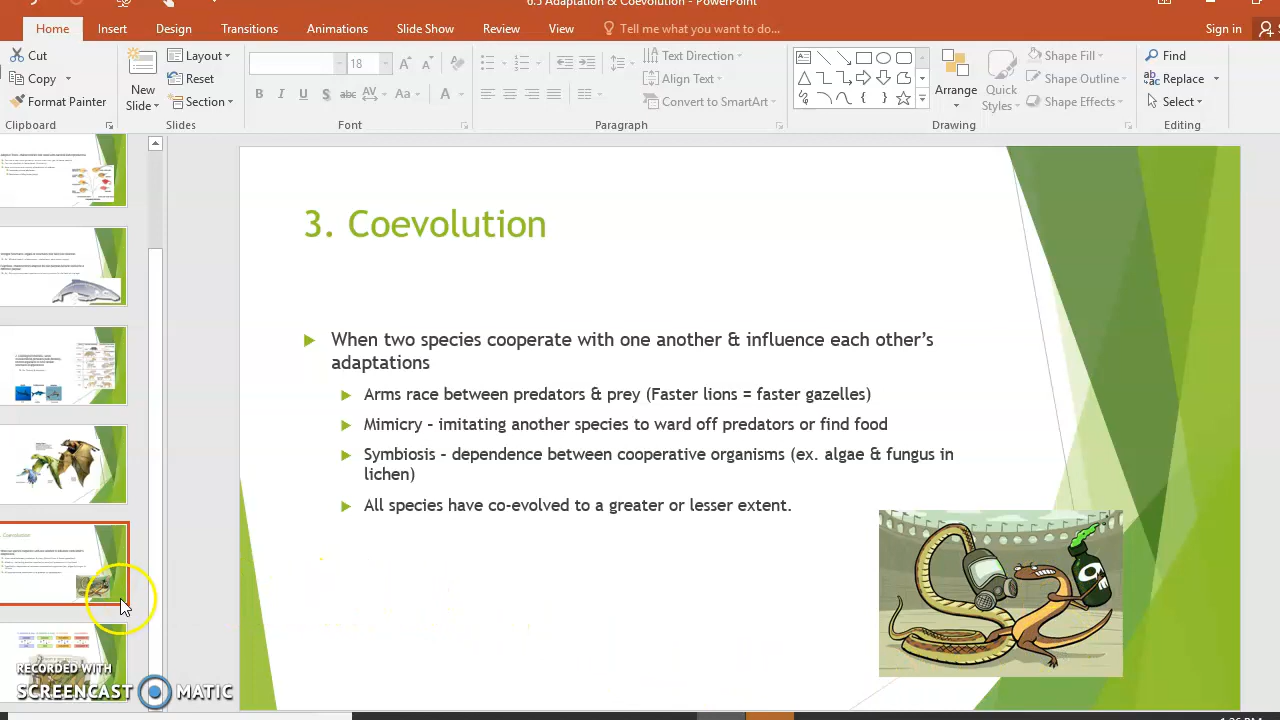 6.5 Adaptation & Coevolution - PowerPoint
Home Insert Design Transitions Animations Slide Show Review View Tell me what you want to do... Sign in
Cut
Copy
Format Painter
Clipboard
New
Slide
Layout
Reset
Section
Slides
18
B I U S abc AV Aa A
Font
Text Direction
Align Text
Convert to SmartArt
Paragraph
Arrange
Quick
Styles
Shape Fill
Shape Outline
Shape Effects
Drawing
Find
Replace
Select
Editing
3. Coevolution
When two species cooperate with one another & influence each other's
adaptations
Arms race between predators & prey (Faster lions = faster gazelles)
Mimicry – imitating another species to ward off predators or find food
Symbiosis – dependence between cooperative organisms (ex. algae & fungus in
lichen)
All species have co-evolved to a greater or lesser extent.
RECORDED WITH
SCREENCAST MATIC